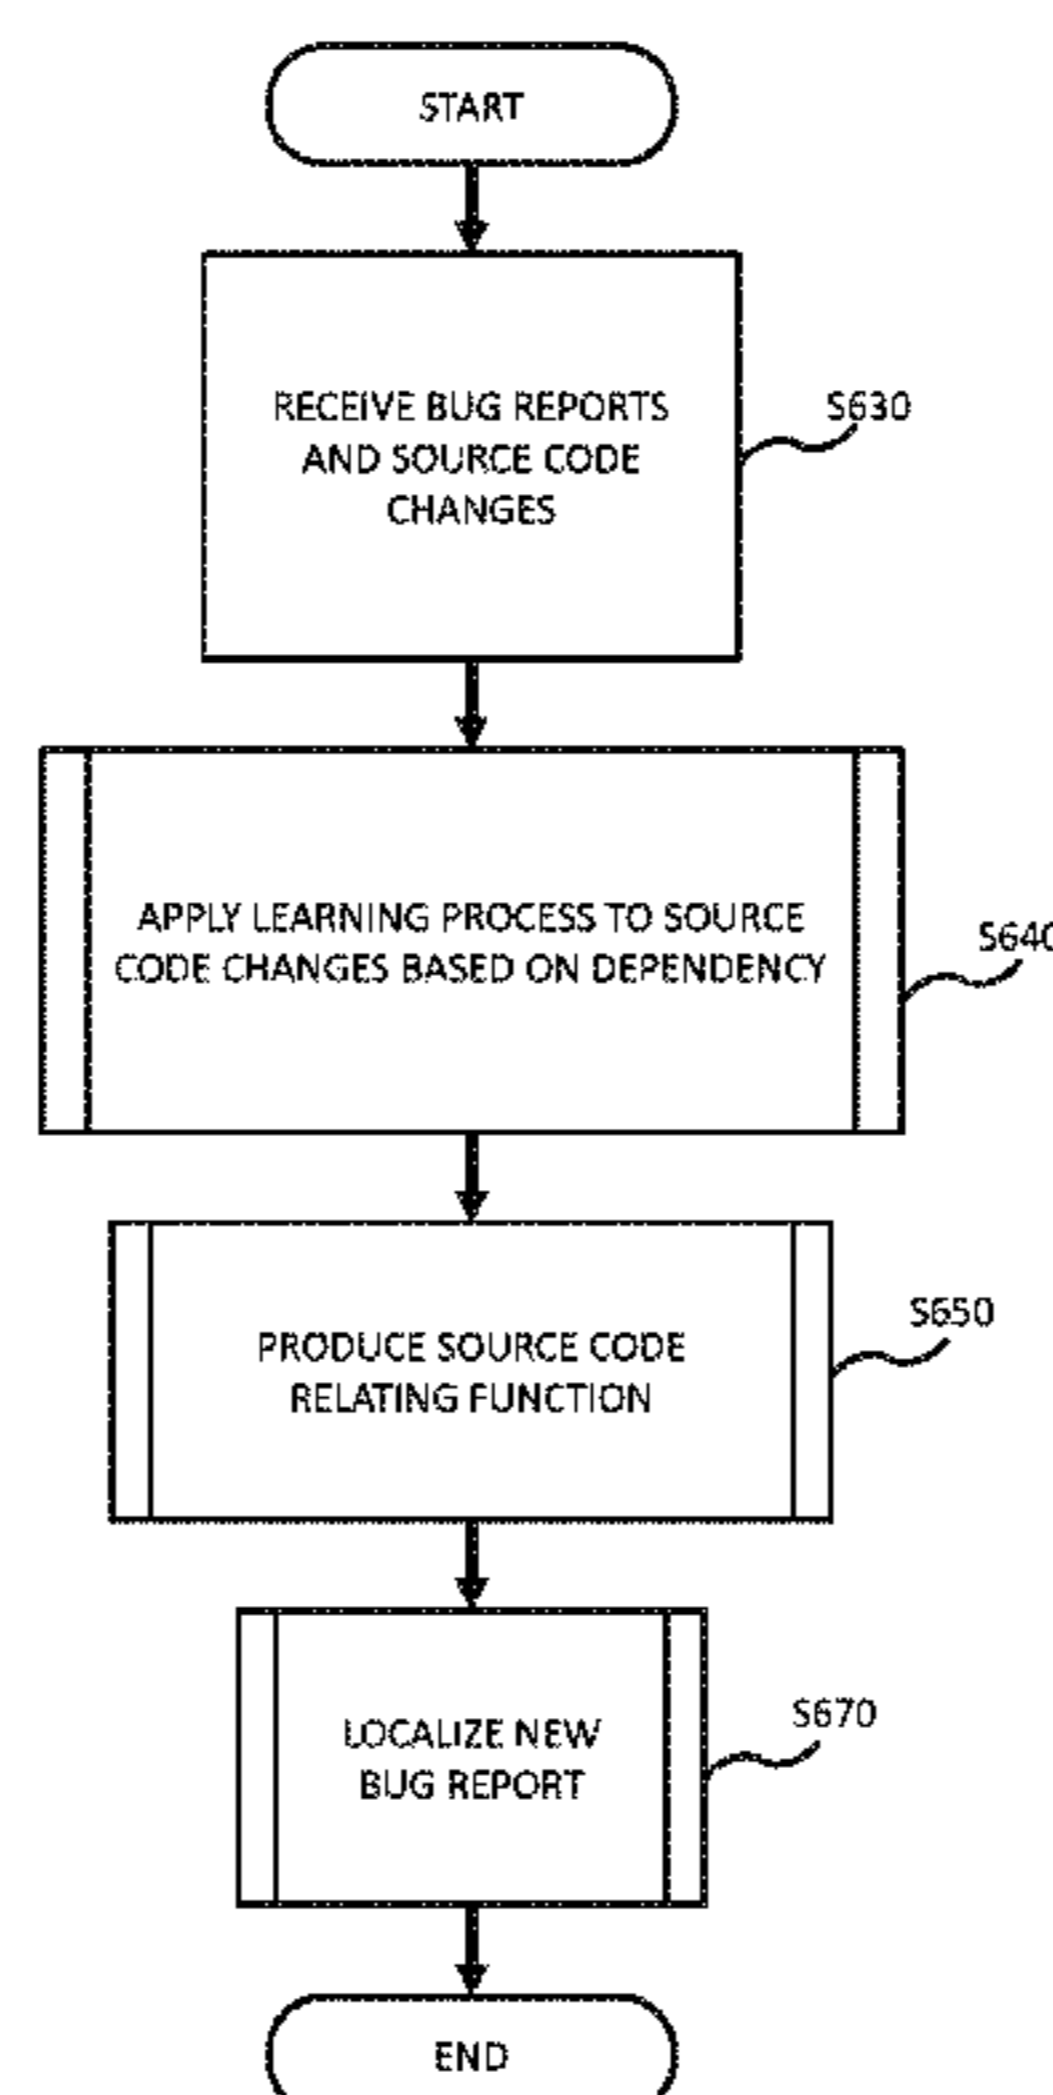 START
RECEIVE BUG REPORTS
AND SOURCE CODE
CHANGES
S630
APPLY LEARNING PROCESS TO SOURCE
CODE CHANGES BASED ON DEPENDENCY
S640
PRODUCE SOURCE CODE
RELATING FUNCTION
S650
LOCALIZE NEW
BUG REPORT
S670
END